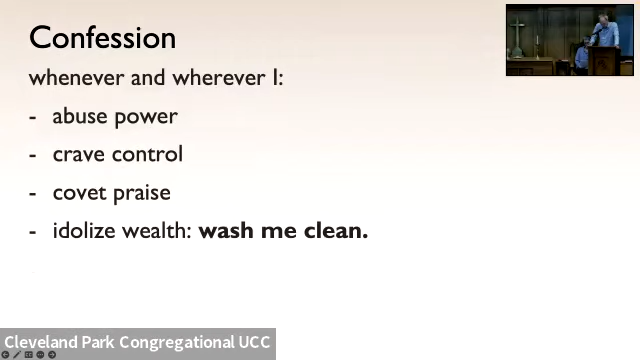 Confession
whenever and wherever I:
- abuse power
- crave control
- covet praise
- idolize wealth: wash me clean.
Cleveland Park Congregational UCC